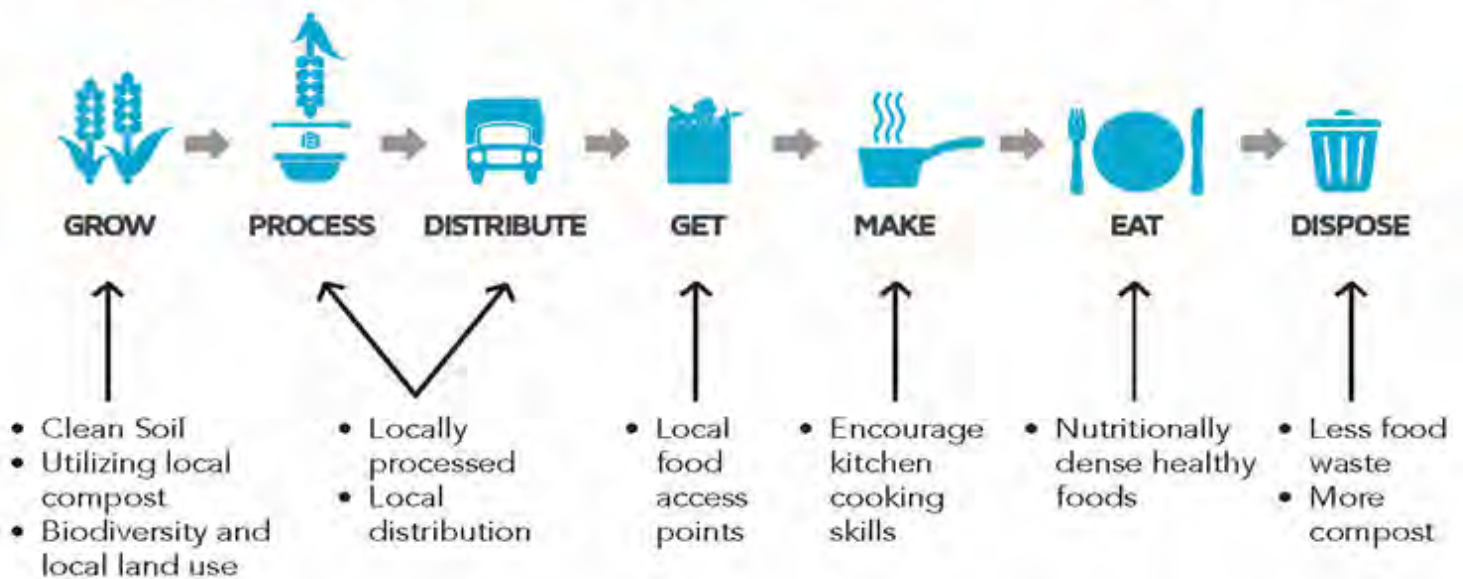 GROW PROCESS DISTRIBUTE GET MAKE EAT DISPOSE
• Clean Soil
• Utilizing local
compost
• Biodiversity and
local land use
• Locally
processed
• Local
distribution
• Local
food
access
points
• Encourage
kitchen
cooking
skills
• Nutritionally
dense healthy
foods
• Less food
waste
• More
compost